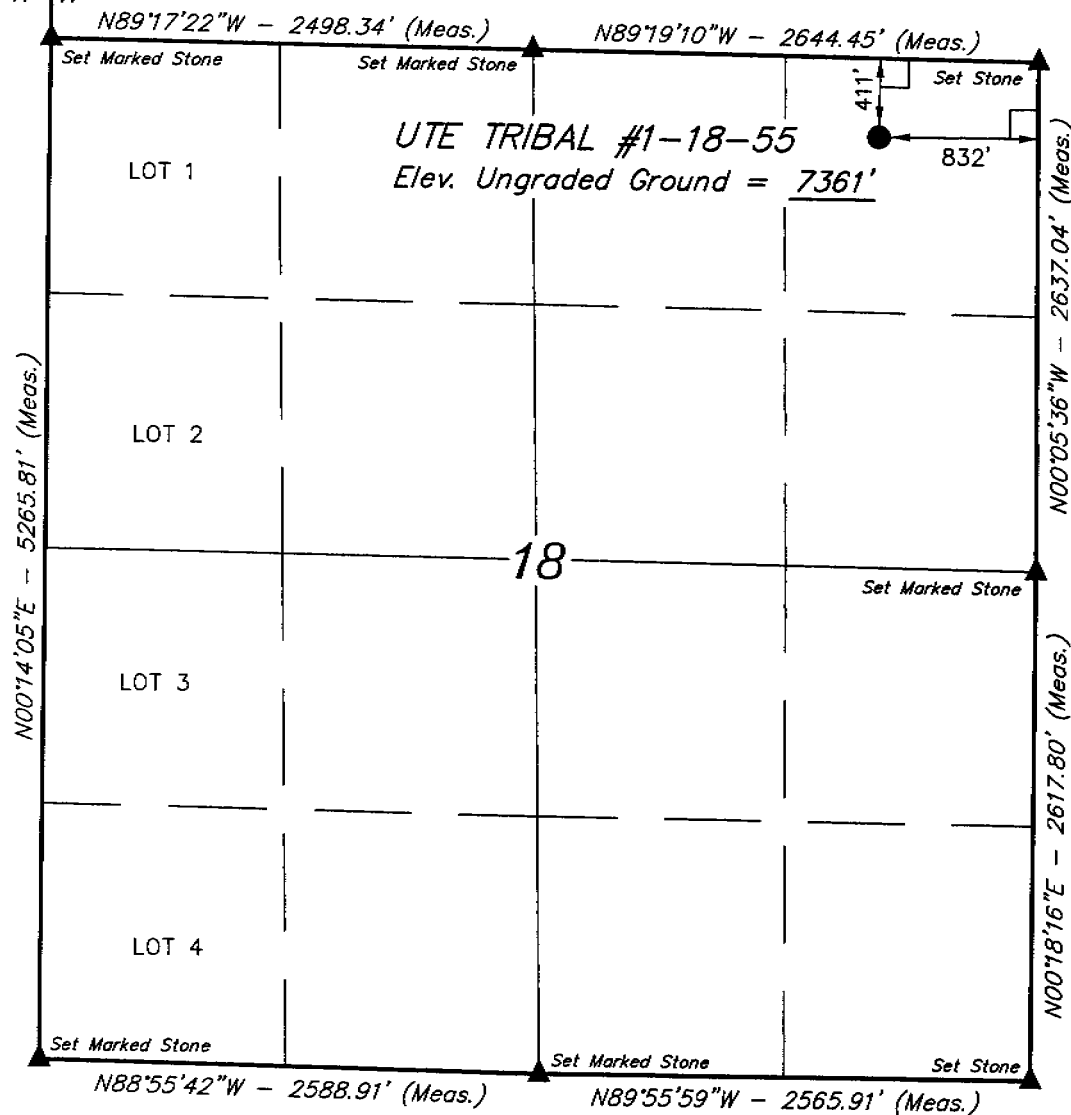 N89°17'22"W - 2498.34' (Meas.)
N89°19'10"W - 2644.45' (Meas.)
Set Marked Stone
Set Marked Stone
Set Stone
411'
832'
UTE TRIBAL #1-18-55
Elev. Ungraded Ground = 7361'
LOT 1
N00°05'36"W - 2637.04' (Meas.)
LOT 2
N00°14'05"E - 5265.81' (Meas.)
18
Set Marked Stone
LOT 3
N00°18'16"E - 2617.80' (Meas.)
LOT 4
Set Marked Stone
Set Marked Stone
Set Stone
N88°55'42"W - 2588.91' (Meas.)
N89°55'59"W - 2565.91' (Meas.)